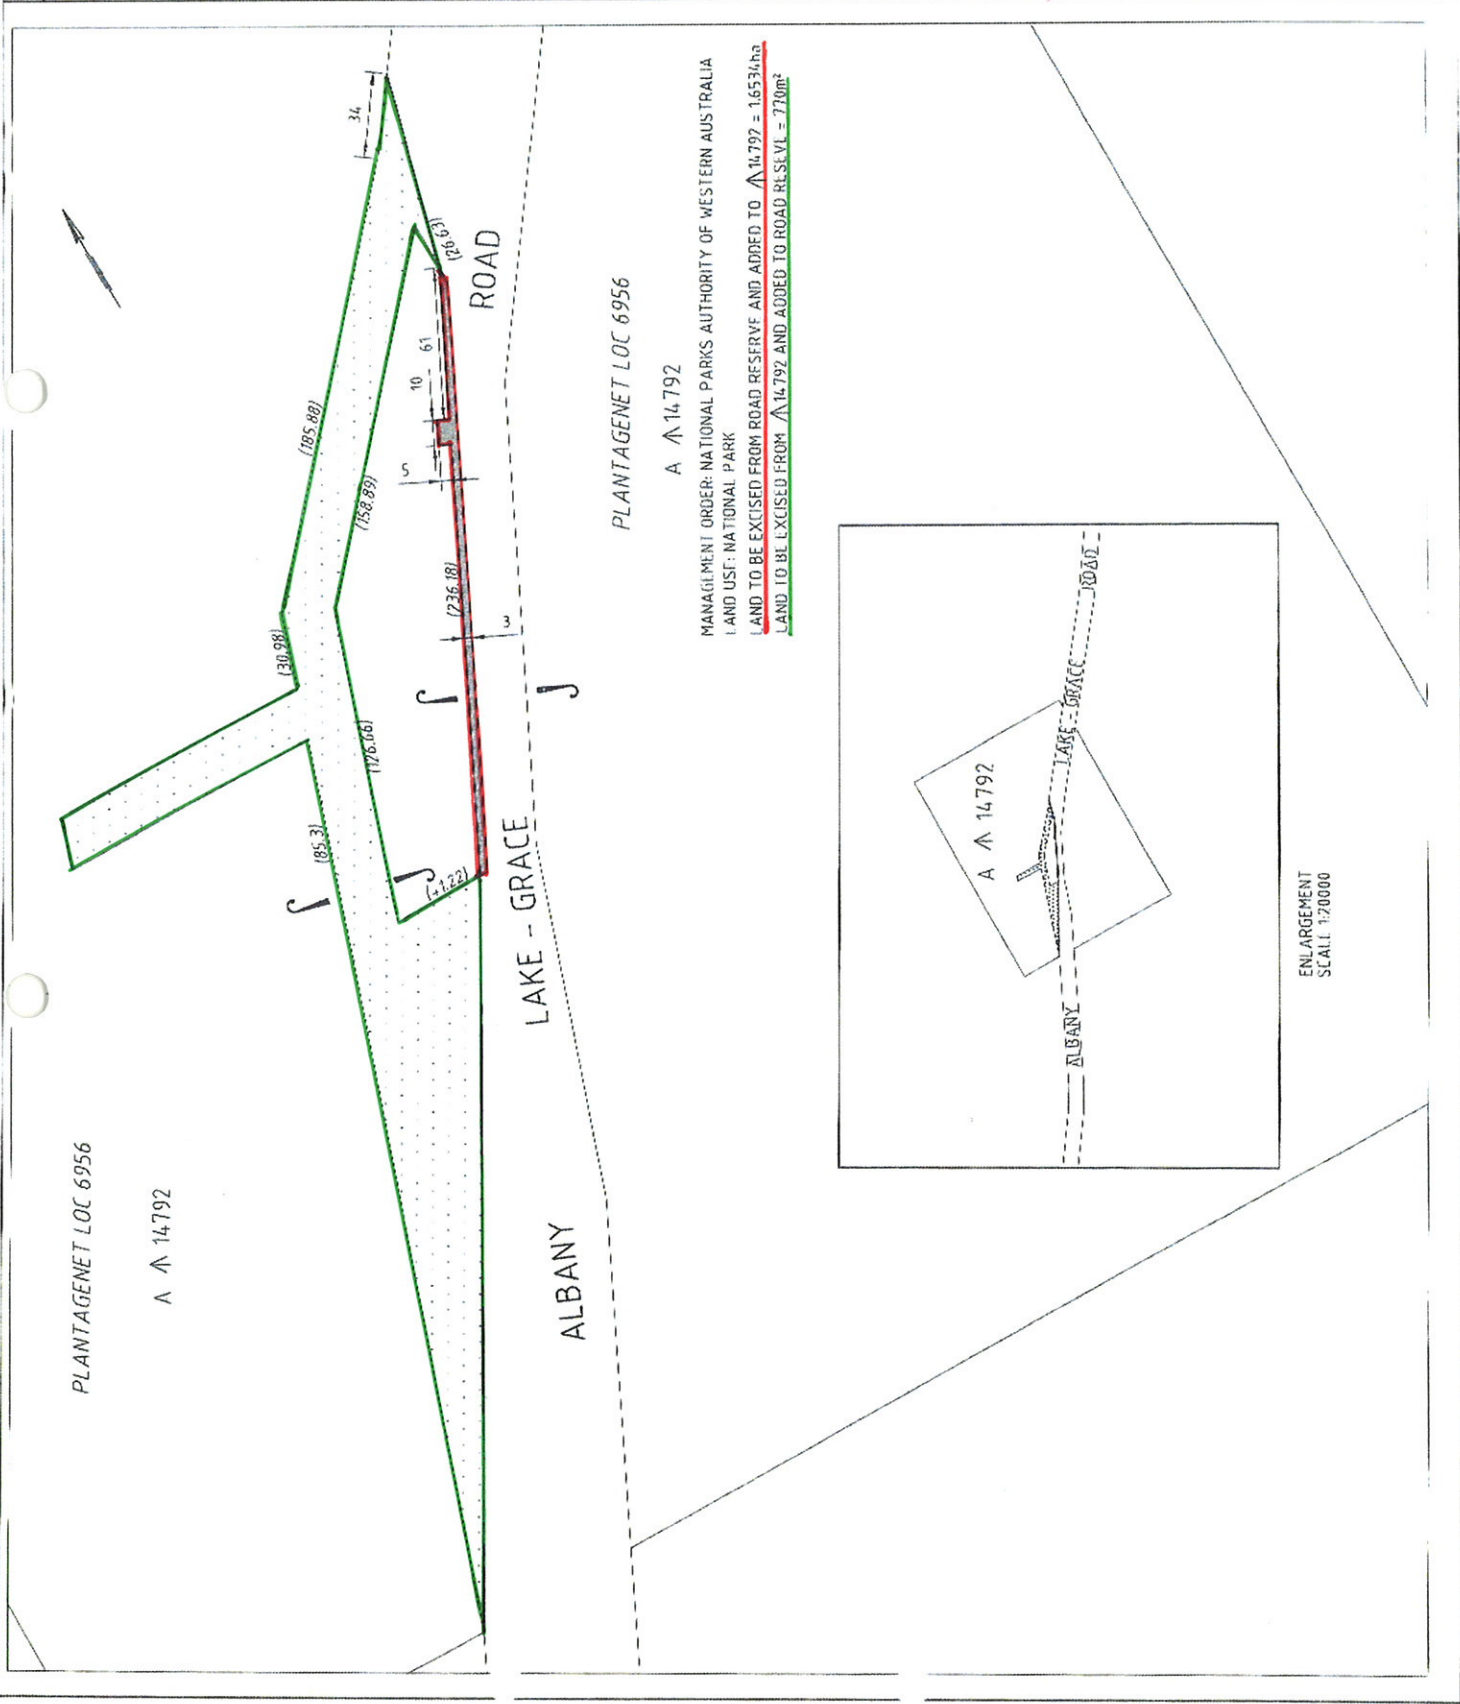 PLANTAGENET LOC 6956
A 14792
34
(185.88)
(30.98)
(158.89)
(126.66)
(85.3)
(26.63)
61
10
5
(236.18)
3
ALBANY
LAKE - GRACE
ROAD
PLANTAGENET LOC 6956
A 14792
MANAGEMENT ORDER: NATIONAL PARKS AUTHORITY OF WESTERN AUSTRALIA
LAND USE: NATIONAL PARK
LAND TO BE EXCISED FROM ROAD RESERVE AND ADDED TO 14792 = 1.6534ha
LAND TO BE EXCISED FROM 14792 AND ADDED TO ROAD RESEVE = 770m²
A 14792
ALBANY
LAKE - GRACE
ROAD
ENLARGEMENT
SCALE 1:20000